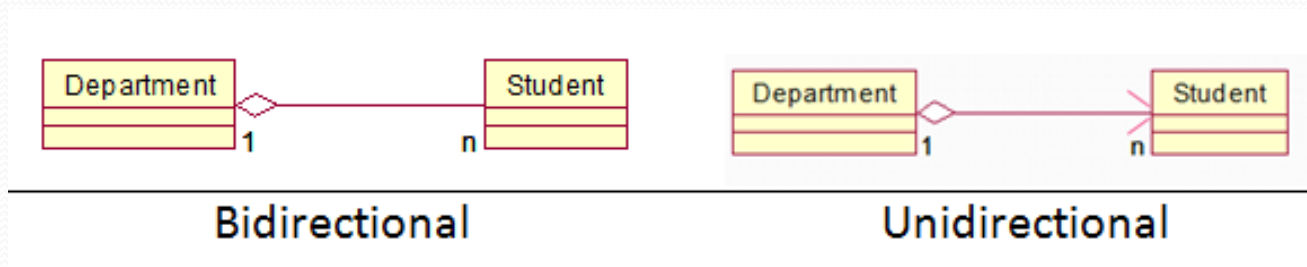 Department
Student
1
n
Department
Student
1
n
Bidirectional
Unidirectional